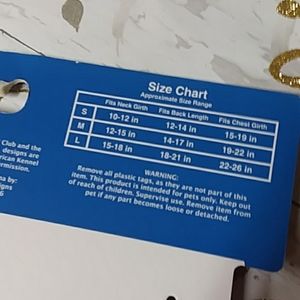 Size Chart
Approximate Size Range
Fits Neck Girth Fits Back Length Fits Chest Girth
S 10-12 in 12-14 in 15-19 in
M 12-15 in 14-17 in 19-22 in
L 15-18 in 18-21 in 22-26 in
Club and the
designs are
rican Kennel
ermission.
na by:
signs
6
WARNING:
Remove all plastic tags, as they are not part of this
item. This product is intended for pets only. Keep out
of reach of children. Supervise use. Remove item from
pet if any part becomes loose or detached.